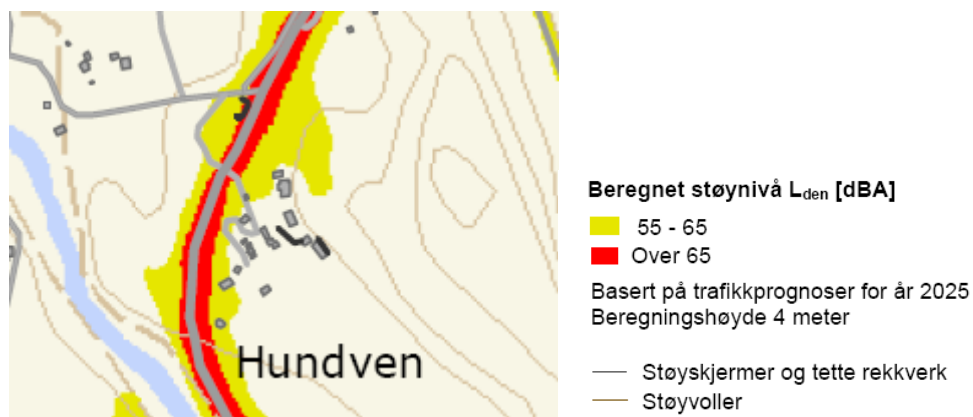 Hundven
Beregnet støynivå Lden [dBA]
55 - 65
Over 65
Basert på trafikkprognoser for år 2025
Beregningshøyde 4 meter
Støyskjermer og tette rekkverk
Støyvoller